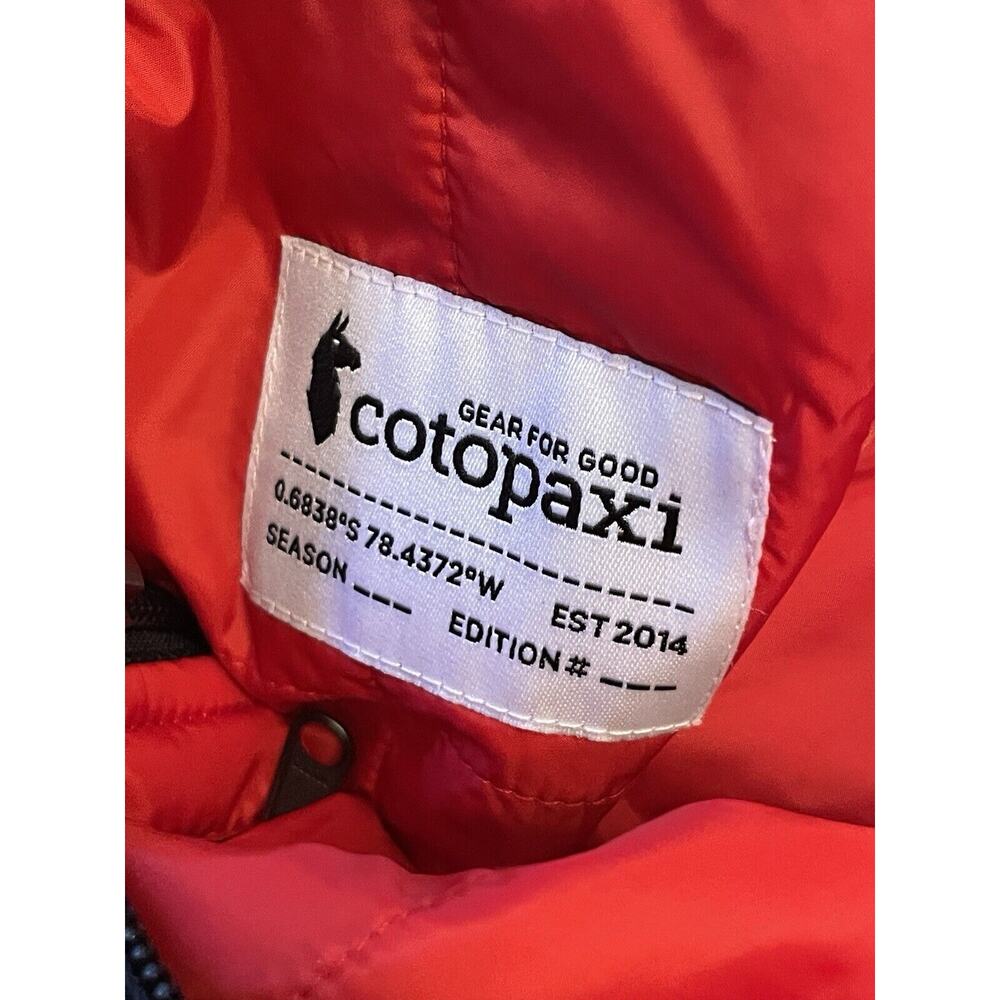 GEAR FOR GOOD
cotopaxi
0.6838°S 78.4372°W EST 2014
SEASON ___ EDITION # ___